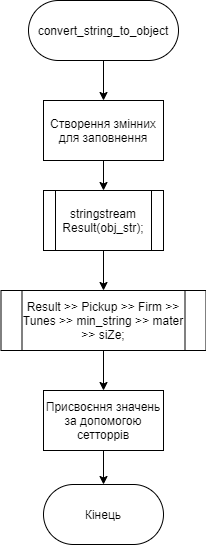 convert_string_to_object
Створення змінних
для заповнення
stringstream
Result(obj_str);
Result >> Pickup >> Firm >>
Tunes >> min_string >> mater
>> siZe;
Присвоєння значень
за допомогою
сетторрів
Кінець